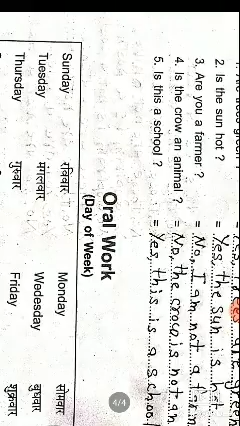 2. Is the sun hot ? = Yes, the sun is hot
3. Are you a farmer ? = No, I am not a farm
4. Is the crow an animal ? = No, the crow is not an
5. Is this a school ? = Yes, this is a school
Oral Work
(Day of Week)
Sunday रविवार Monday सोमवार
Tuesday मंगलवार Wednesday बुधवार
Thursday गुरुवार Friday शुक्रवार
4/4